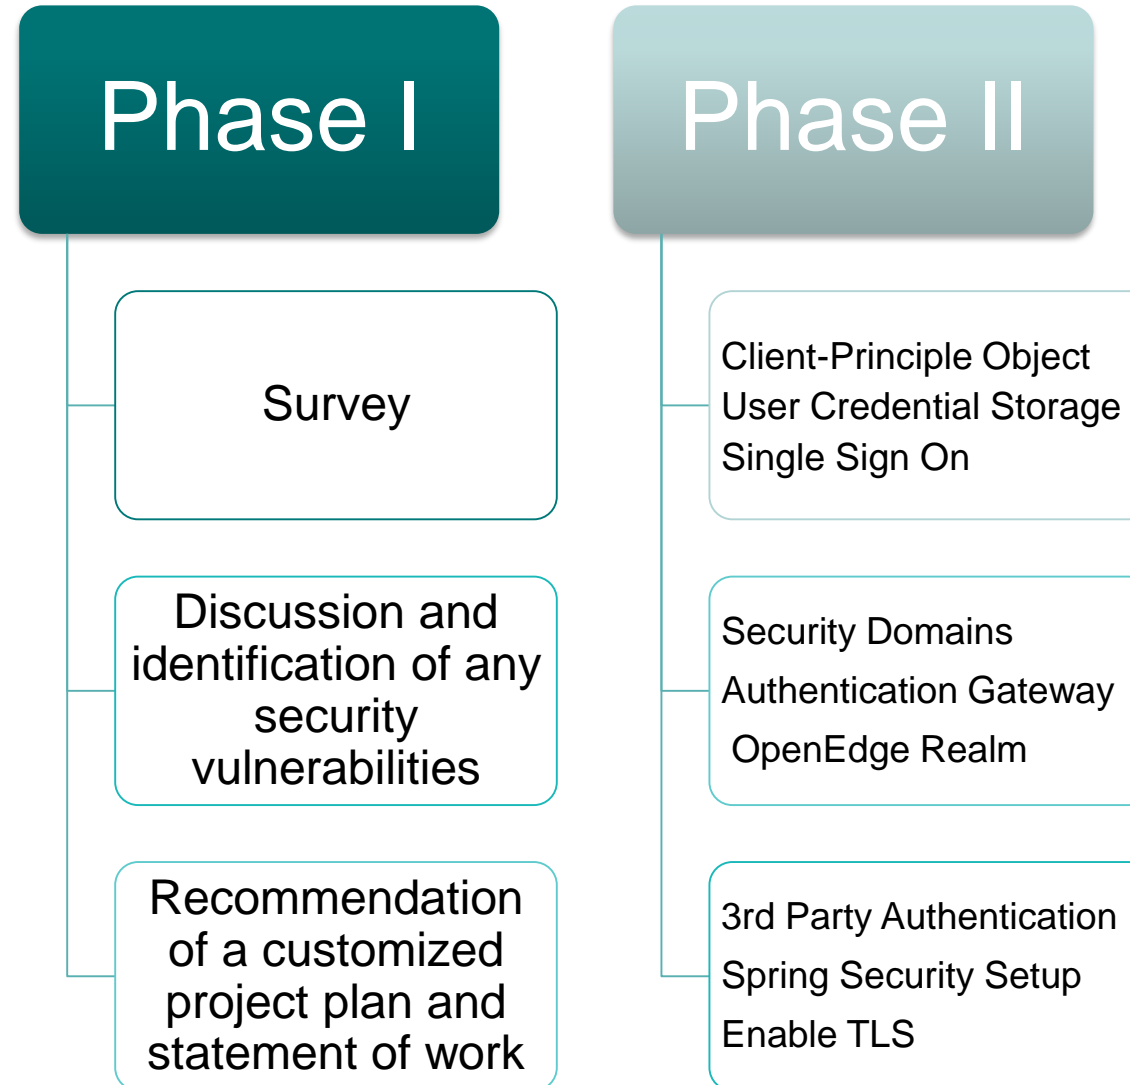 Phase I
Survey
Discussion and
identification of any
security
vulnerabilities
Recommendation
of a customized
project plan and
statement of work
Phase II
Client-Principle Object
User Credential Storage
Single Sign On
Security Domains
Authentication Gateway
OpenEdge Realm
3rd Party Authentication
Spring Security Setup
Enable TLS